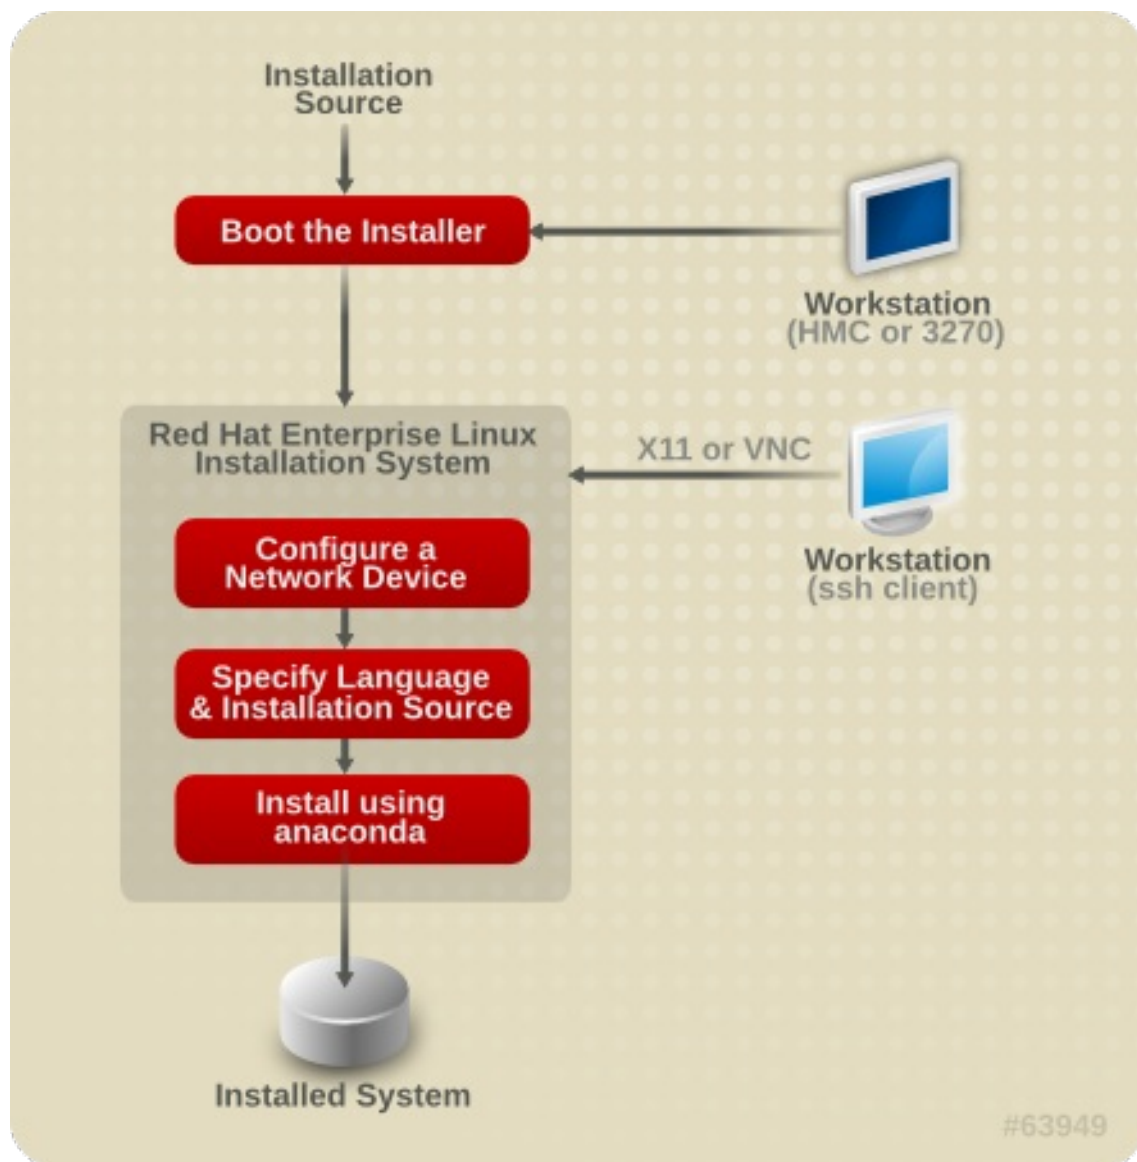 Installation
Source
Boot the Installer
Workstation
(HMC or 3270)
Red Hat Enterprise Linux
Installation System
X11 or VNC
Workstation
(ssh client)
Configure a
Network Device
Specify Language
& Installation Source
Install using
anaconda
Installed System
#63949